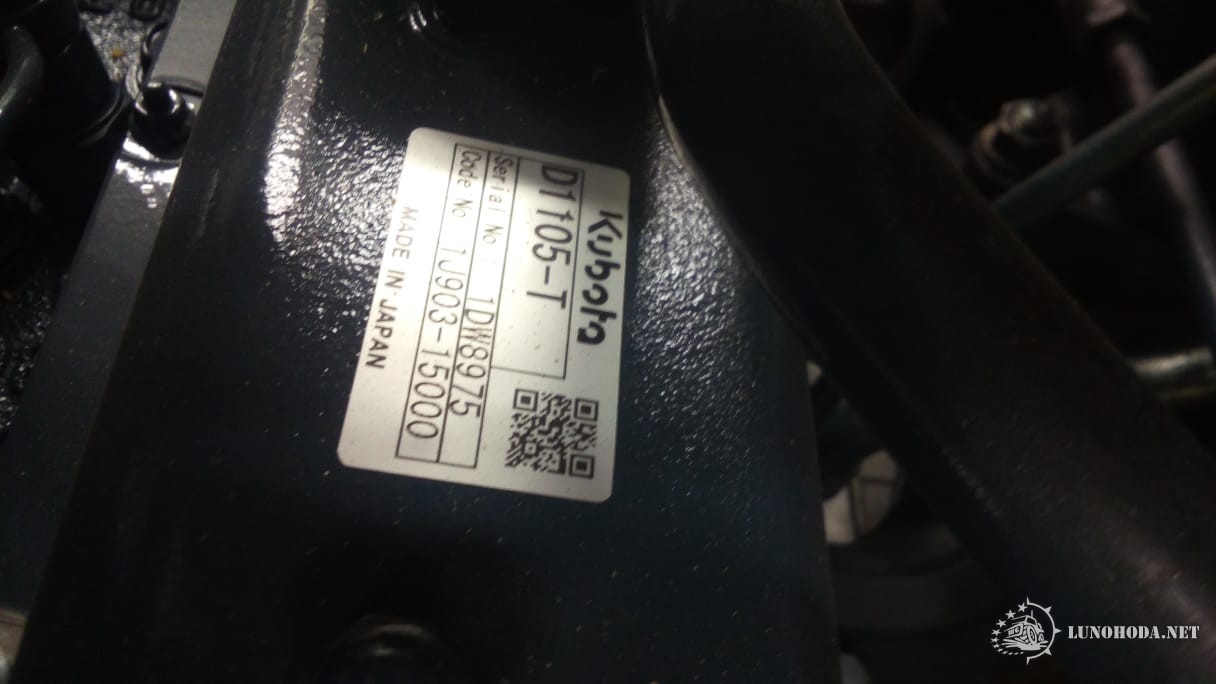 Kubota
D1105-T
Serial No. 1DW8975
Code No. 1J903-15000
MADE IN JAPAN
LUNOHODA.NET